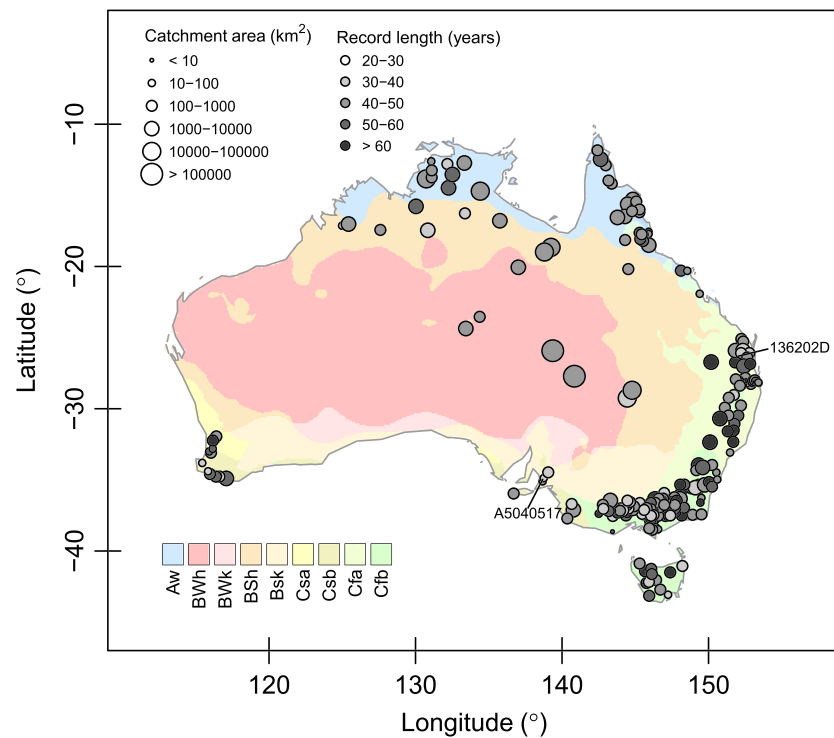 Catchment area (km²)
< 10
10−100
100−1000
1000−10000
10000−100000
> 100000
Record length (years)
20−30
30−40
40−50
50−60
> 60
−10
−20
−30
−40
Latitude (°)
136202D
A5040517
Aw
BWh
BWk
BSh
Bsk
Csa
Csb
Cfa
Cfb
120
130
140
150
Longitude (°)